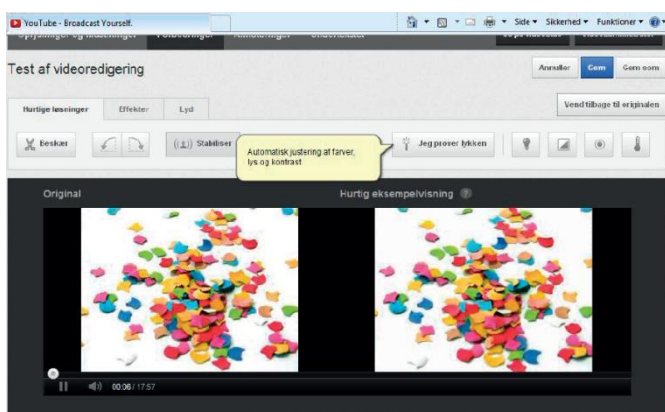 YouTube - Broadcast Yourself.
Side Sikkerhed Funktioner
Test af videoredigering
Annuller Gem Gem som
Hurtige løsninger Effekter Lyd
Vend tilbage til originalen
Beskær
((⟂)) Stabiliser
Automatisk justering af farver,
lys og kontrast
Jeg prøver lykken
Original
Hurtig eksempelvisning ?
00:06 / 17:57